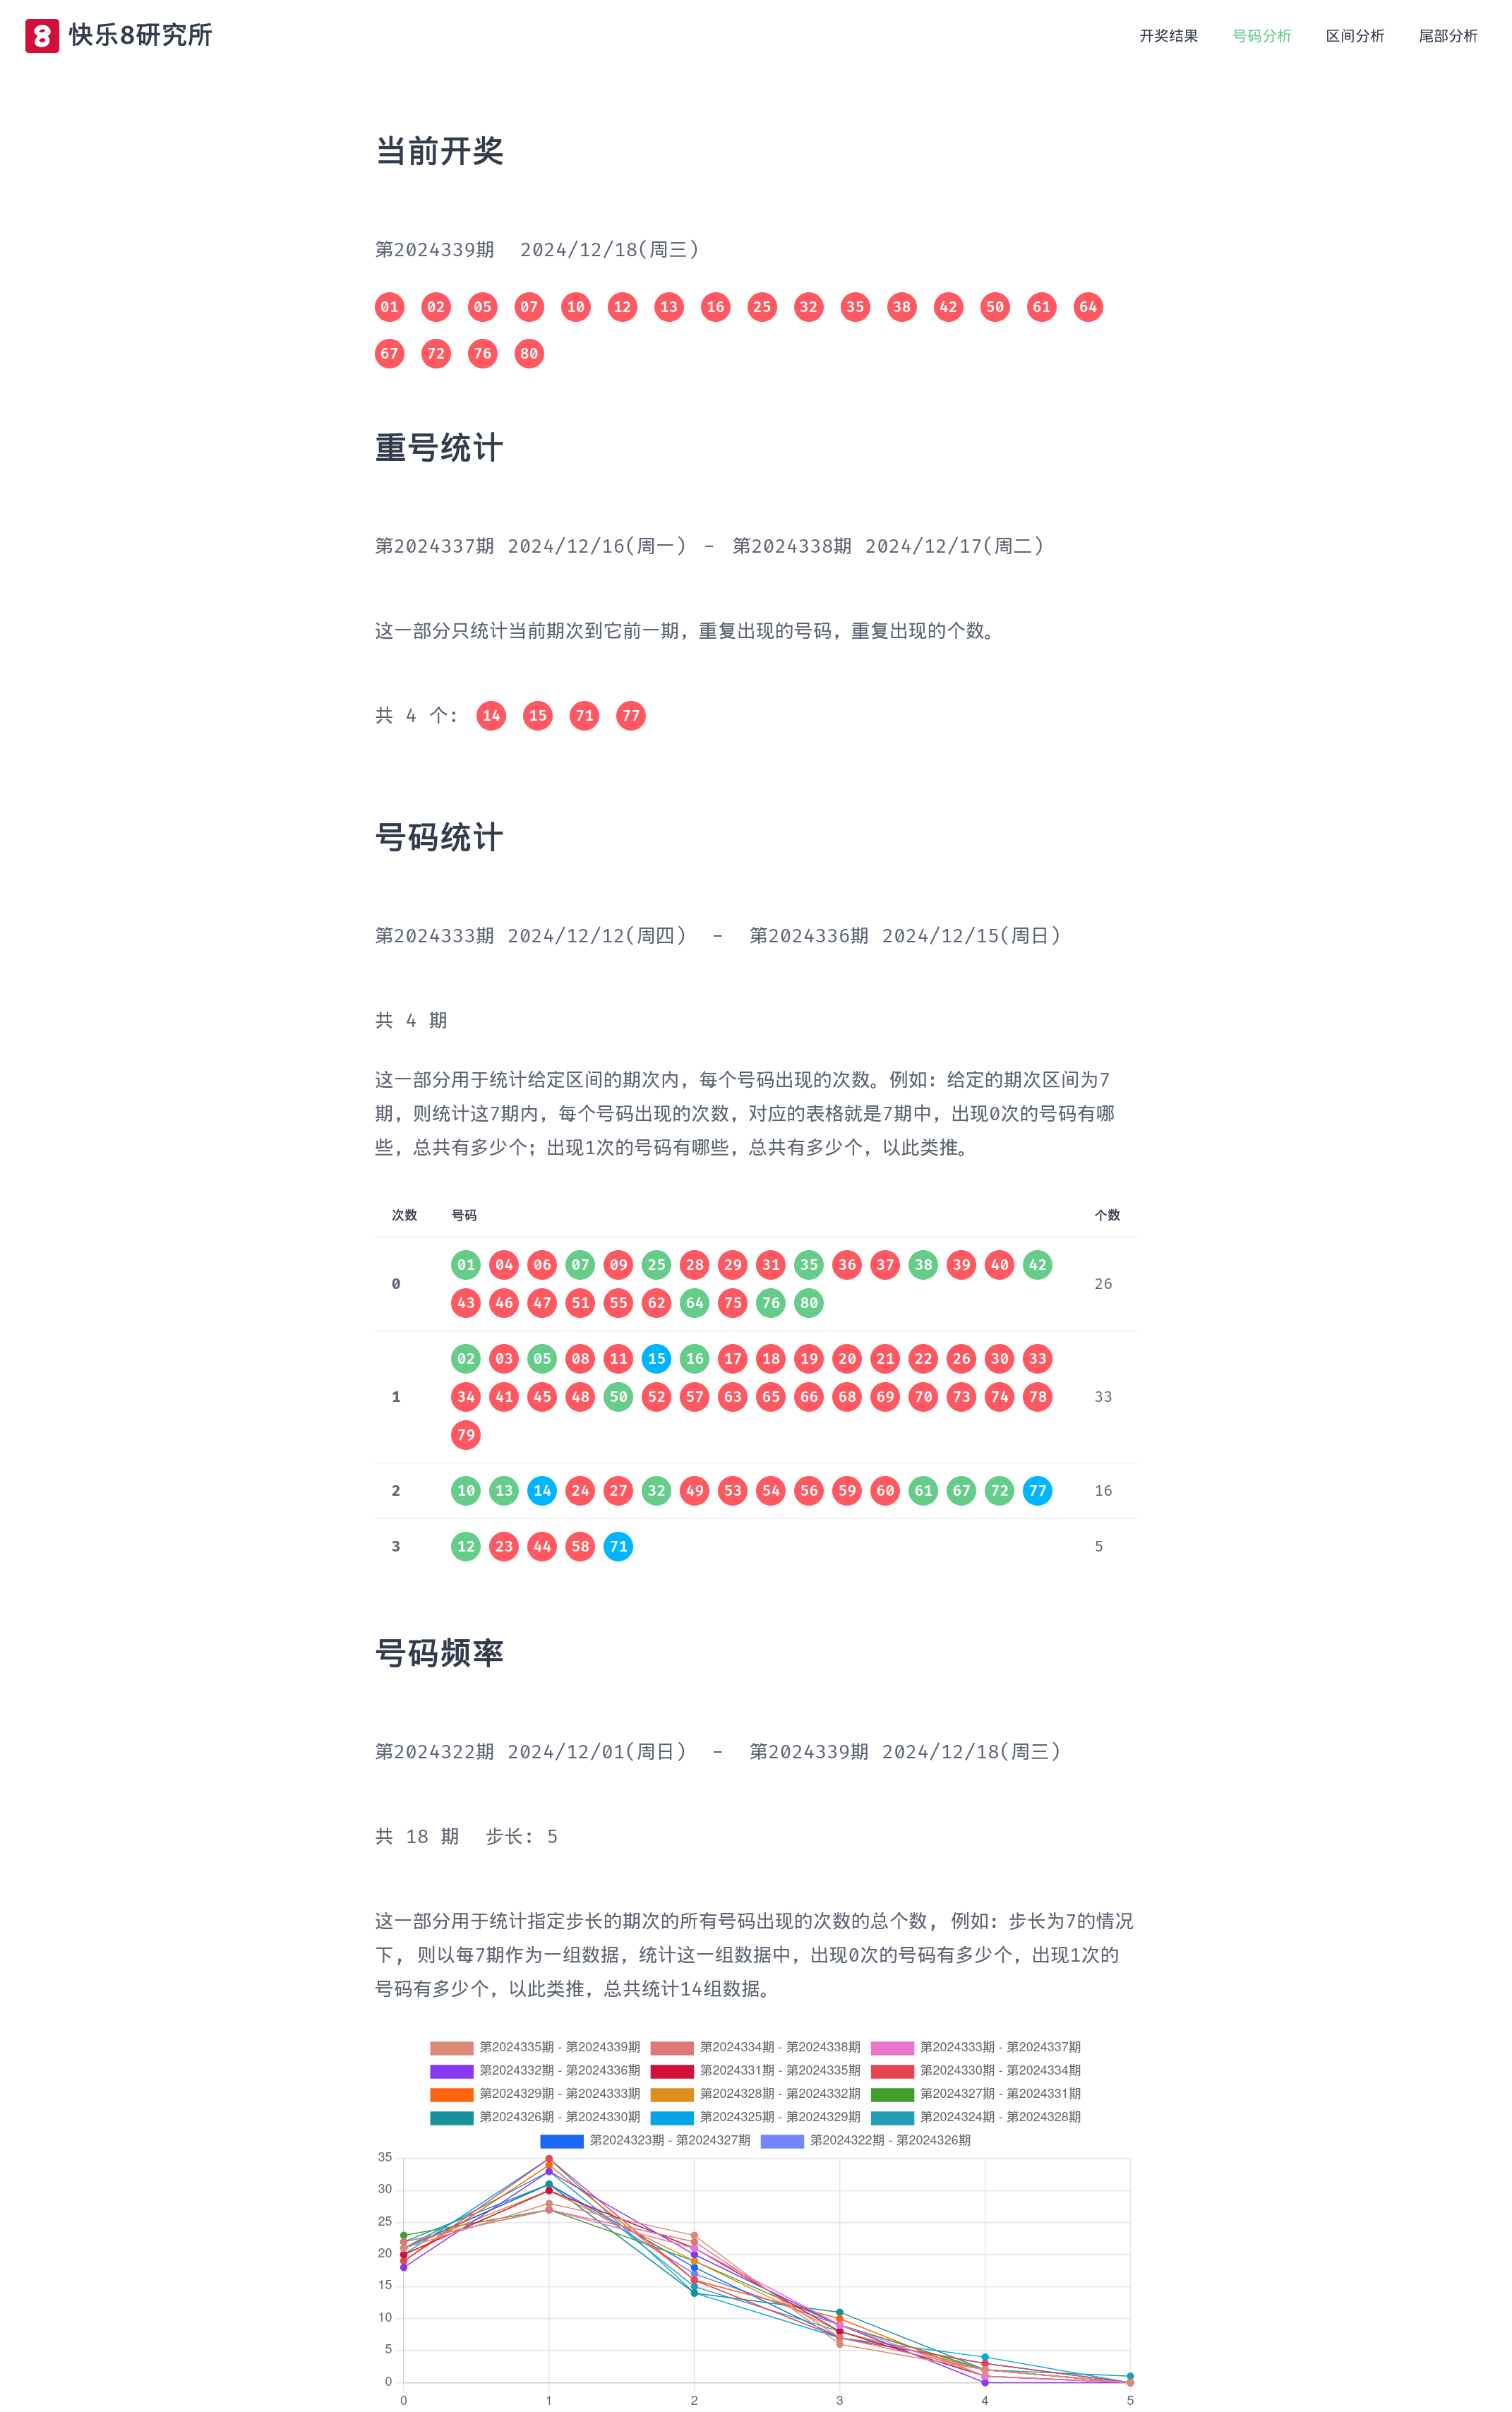 8 快乐8研究所
开奖结果 号码分析 区间分析 尾部分析
当前开奖
第2024339期 2024/12/18(周三)
01 02 05 07 10 12 13 16 25 32 35 38 42 50 61 64
67 72 76 80
重号统计
第2024337期 2024/12/16(周一) - 第2024338期 2024/12/17(周二)
这一部分只统计当前期次到它前一期，重复出现的号码，重复出现的个数。
共 4 个: 14 15 71 77
号码统计
第2024333期 2024/12/12(周四) - 第2024336期 2024/12/15(周日)
共 4 期
这一部分用于统计给定区间的期次内，每个号码出现的次数。例如：给定的期次区间为7
期，则统计这7期内，每个号码出现的次数，对应的表格就是7期中，出现0次的号码有哪
些，总共有多少个；出现1次的号码有哪些，总共有多少个，以此类推。
次数 号码 个数
01 04 06 07 09 25 28 29 31 35 36 37 38 39 40 42
0 26
43 46 47 51 55 62 64 75 76 80
02 03 05 08 11 15 16 17 18 19 20 21 22 26 30 33
1 34 41 45 48 50 52 57 63 65 66 68 69 70 73 74 78 33
79
2 10 13 14 24 27 32 49 53 54 56 59 60 61 67 72 77 16
3 12 23 44 58 71 5
号码频率
第2024322期 2024/12/01(周日) - 第2024339期 2024/12/18(周三)
共 18 期 步长: 5
这一部分用于统计指定步长的期次的所有号码出现的次数的总个数, 例如：步长为7的情况
下, 则以每7期作为一组数据，统计这一组数据中，出现0次的号码有多少个，出现1次的
号码有多少个，以此类推，总共统计14组数据。
第2024335期 - 第2024339期 第2024334期 - 第2024338期 第2024333期 - 第2024337期
第2024332期 - 第2024336期 第2024331期 - 第2024335期 第2024330期 - 第2024334期
第2024329期 - 第2024333期 第2024328期 - 第2024332期 第2024327期 - 第2024331期
第2024326期 - 第2024330期 第2024325期 - 第2024329期 第2024324期 - 第2024328期
第2024323期 - 第2024327期 第2024322期 - 第2024326期
35
30
25
20
15
10
5
0
0 1 2 3 4 5